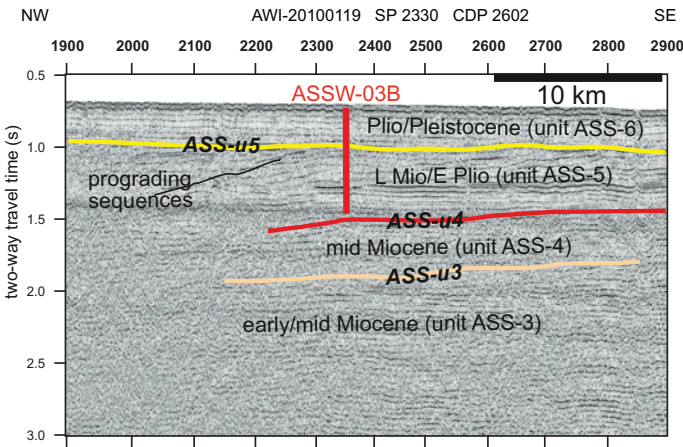 NW AWI-20100119 SP 2330 CDP 2602 SE
1900 2000 2100 2200 2300 2400 2500 2600 2700 2800 2900
0.5
ASSW-03B
10 km
Plio/Pleistocene (unit ASS-6)
ASS-u5
1.0
prograding
sequences
L Mio/E Plio (unit ASS-5)
1.5
ASS-u4
mid Miocene (unit ASS-4)
ASS-u3
2.0
early/mid Miocene (unit ASS-3)
2.5
3.0
two-way travel time (s)